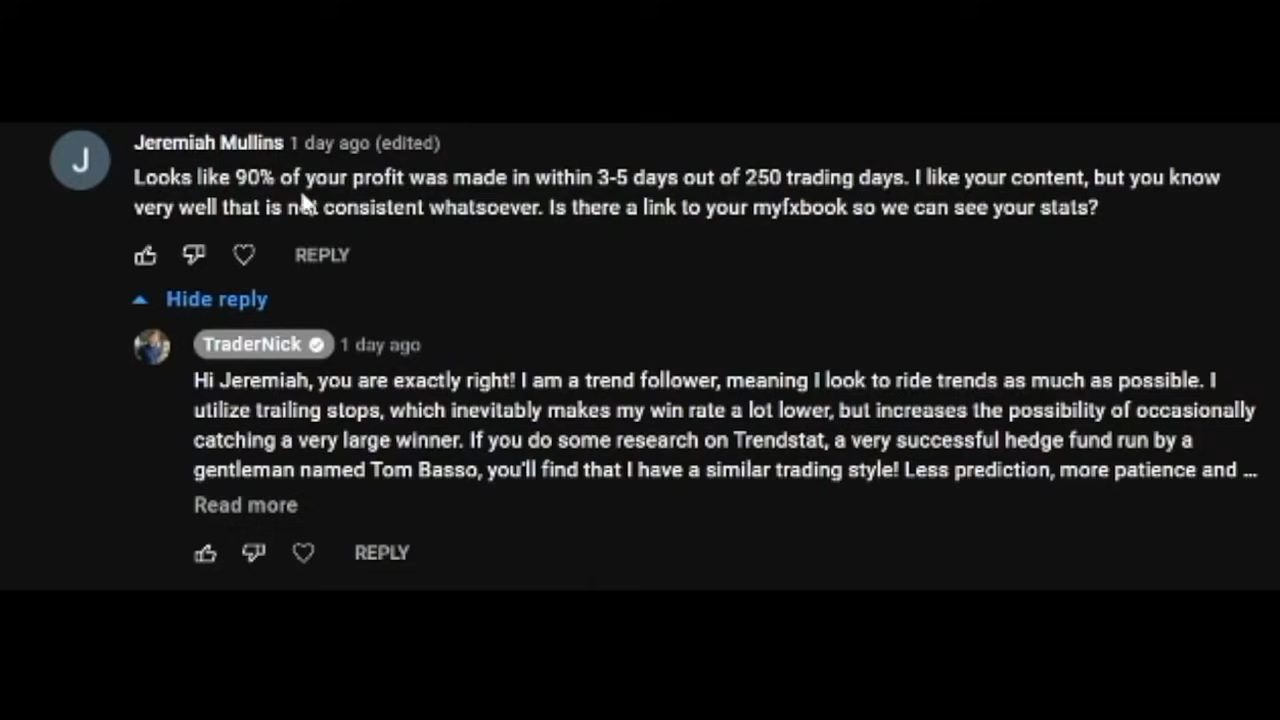 J
Jeremiah Mullins 1 day ago (edited)
Looks like 90% of your profit was made in within 3-5 days out of 250 trading days. I like your content, but you know
very well that is not consistent whatsoever. Is there a link to your myfxbook so we can see your stats?
REPLY
Hide reply
TraderNick 1 day ago
Hi Jeremiah, you are exactly right! I am a trend follower, meaning I look to ride trends as much as possible. I
utilize trailing stops, which inevitably makes my win rate a lot lower, but increases the possibility of occasionally
catching a very large winner. If you do some research on Trendstat, a very successful hedge fund run by a
gentleman named Tom Basso, you'll find that I have a similar trading style! Less prediction, more patience and ...
Read more
REPLY